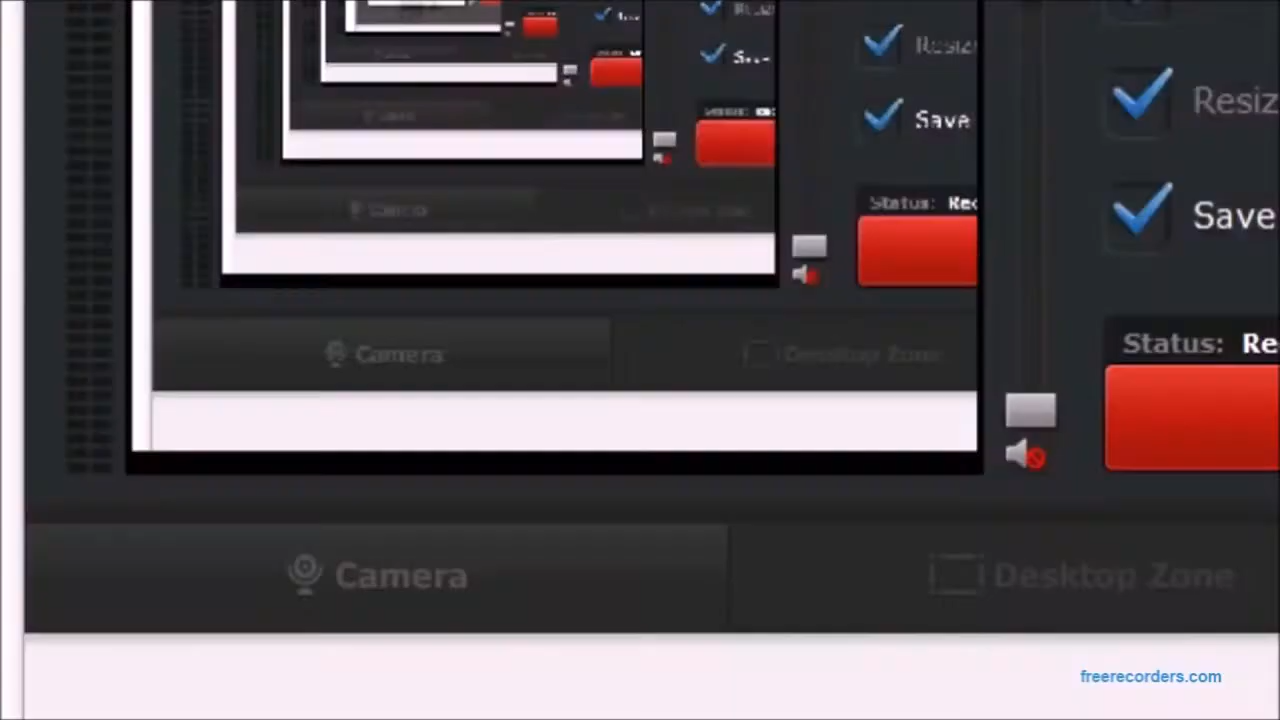 Resiz
Save
Resiz
Save
Status: Rec
Camera
Desktop Zone
Status: Re
Camera
Desktop Zone
freerecorders.com